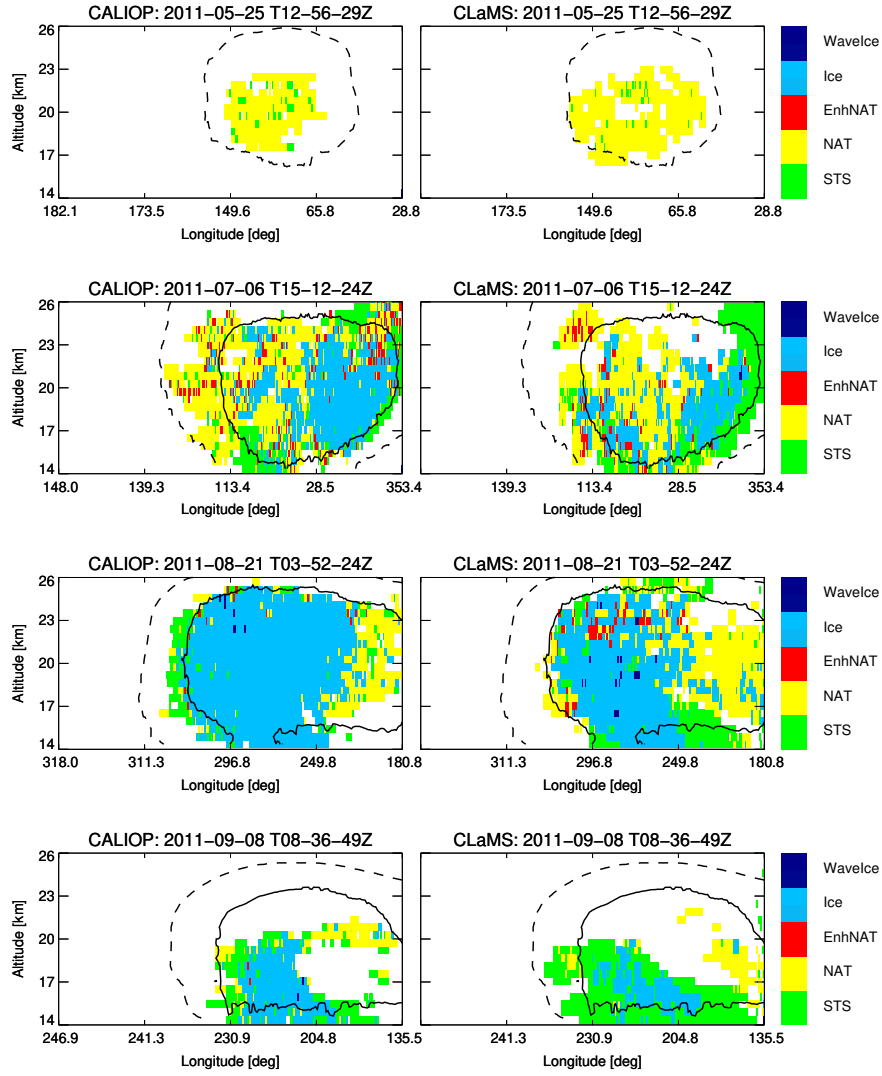 CALIOP: 2011-05-25 T12-56-29Z
CLaMS: 2011-05-25 T12-56-29Z
26
23
20
17
14
Altitude [km]
182.1 173.5 149.6 65.8 28.8
173.5 149.6 65.8 28.8
Longitude [deg]
Longitude [deg]
WaveIce
Ice
EnhNAT
NAT
STS
CALIOP: 2011-07-06 T15-12-24Z
CLaMS: 2011-07-06 T15-12-24Z
26
23
20
17
14
Altitude [km]
148.0 139.3 113.4 28.5 353.4
139.3 113.4 28.5 353.4
Longitude [deg]
Longitude [deg]
WaveIce
Ice
EnhNAT
NAT
STS
CALIOP: 2011-08-21 T03-52-24Z
CLaMS: 2011-08-21 T03-52-24Z
26
23
20
17
14
Altitude [km]
318.0 311.3 296.8 249.8 180.8
311.3 296.8 249.8 180.8
Longitude [deg]
Longitude [deg]
WaveIce
Ice
EnhNAT
NAT
STS
CALIOP: 2011-09-08 T08-36-49Z
CLaMS: 2011-09-08 T08-36-49Z
26
23
20
17
14
Altitude [km]
246.9 241.3 230.9 204.8 135.5
241.3 230.9 204.8 135.5
Longitude [deg]
Longitude [deg]
WaveIce
Ice
EnhNAT
NAT
STS